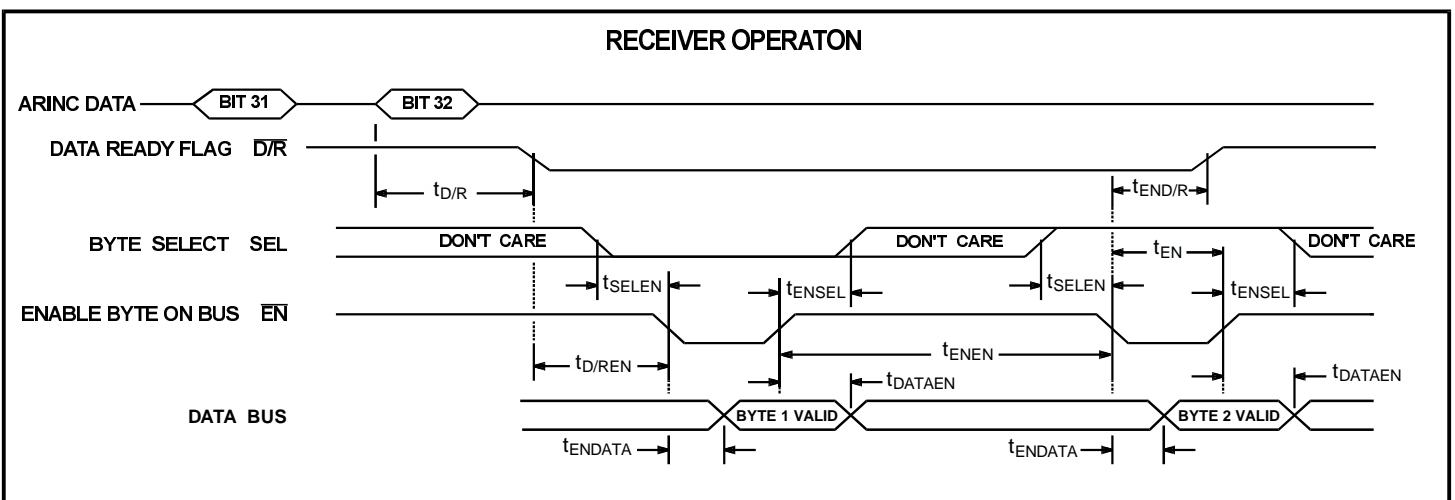 RECEIVER OPERATON
ARINC DATA BIT 31 BIT 32
DATA READY FLAG D/R
tD/R tEND/R
BYTE SELECT SEL DON'T CARE DON'T CARE DON'T CARE
tEN
tSELEN tENSEL tSELEN tENSEL
ENABLE BYTE ON BUS EN
tENEN
tD/REN
tDATAEN tDATAEN
DATA BUS BYTE 1 VALID BYTE 2 VALID
tENDATA tENDATA